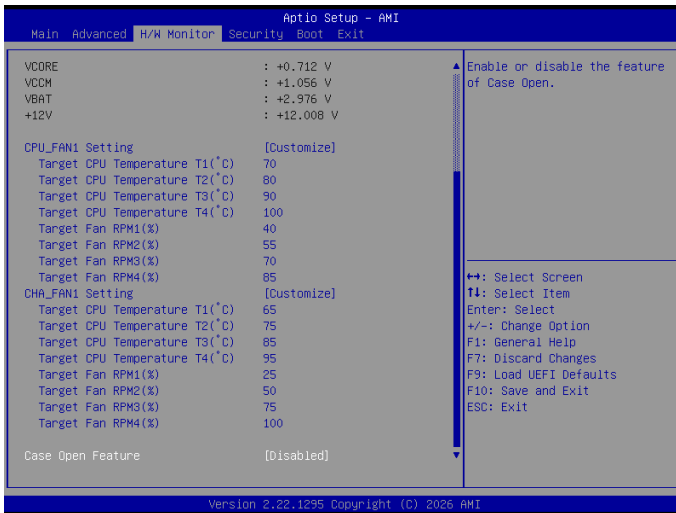 Aptio Setup - AMI
Main Advanced H/W Monitor Security Boot Exit
VCORE : +0.712 V
VCCM : +1.056 V
VBAT : +2.976 V
+12V : +12.008 V
CPU_FAN1 Setting [Customize]
Target CPU Temperature T1(°C) 70
Target CPU Temperature T2(°C) 80
Target CPU Temperature T3(°C) 90
Target CPU Temperature T4(°C) 100
Target Fan RPM1(%) 40
Target Fan RPM2(%) 55
Target Fan RPM3(%) 70
Target Fan RPM4(%) 85
CHA_FAN1 Setting [Customize]
Target CPU Temperature T1(°C) 65
Target CPU Temperature T2(°C) 75
Target CPU Temperature T3(°C) 85
Target CPU Temperature T4(°C) 95
Target Fan RPM1(%) 25
Target Fan RPM2(%) 50
Target Fan RPM3(%) 75
Target Fan RPM4(%) 100
Case Open Feature [Disabled]
Enable or disable the feature
of Case Open.
↔: Select Screen
↑↓: Select Item
Enter: Select
+/-: Change Option
F1: General Help
F7: Discard Changes
F9: Load UEFI Defaults
F10: Save and Exit
ESC: Exit
Version 2.22.1295 Copyright (C) 2026 AMI